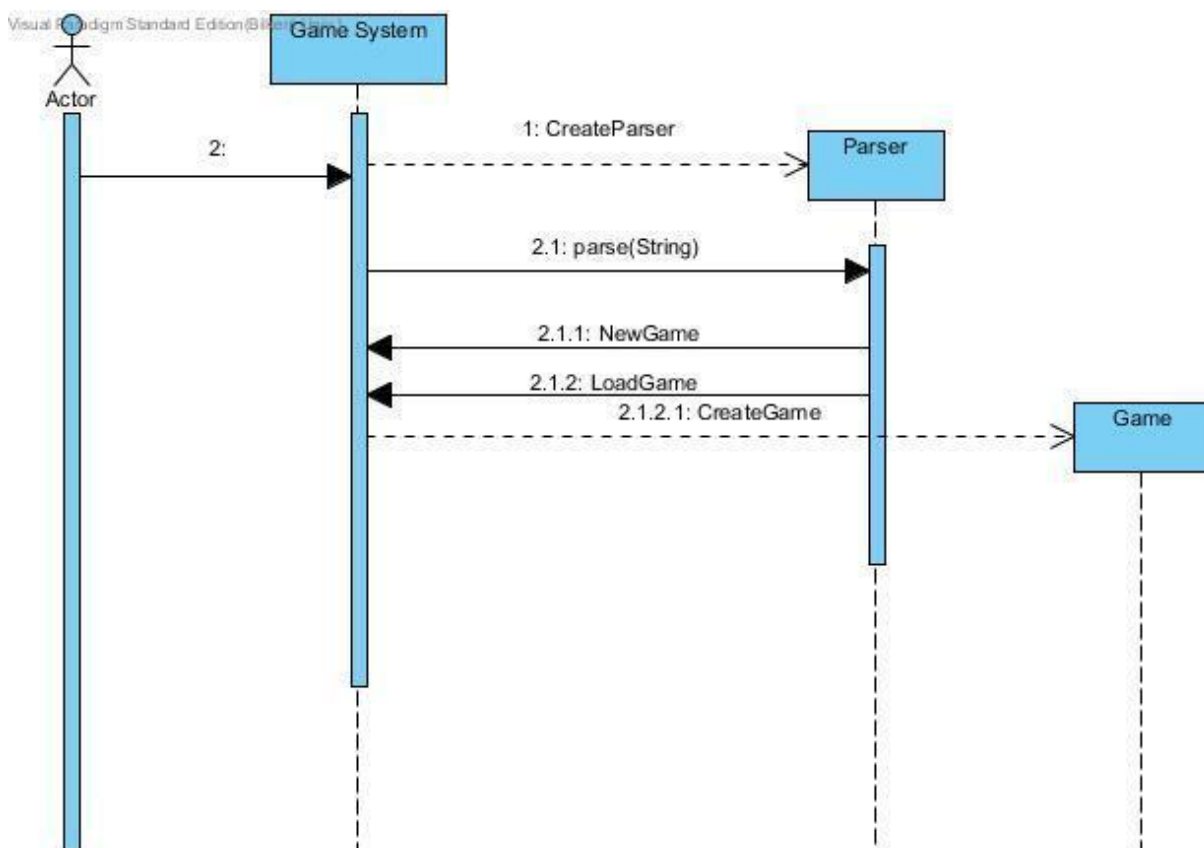 Visual Paradigm Standard Edition(Bilkent
Game System
Actor
1: CreateParser
2:
Parser
2.1: parse(String)
2.1.1: NewGame
2.1.2: LoadGame
2.1.2.1: CreateGame
Game